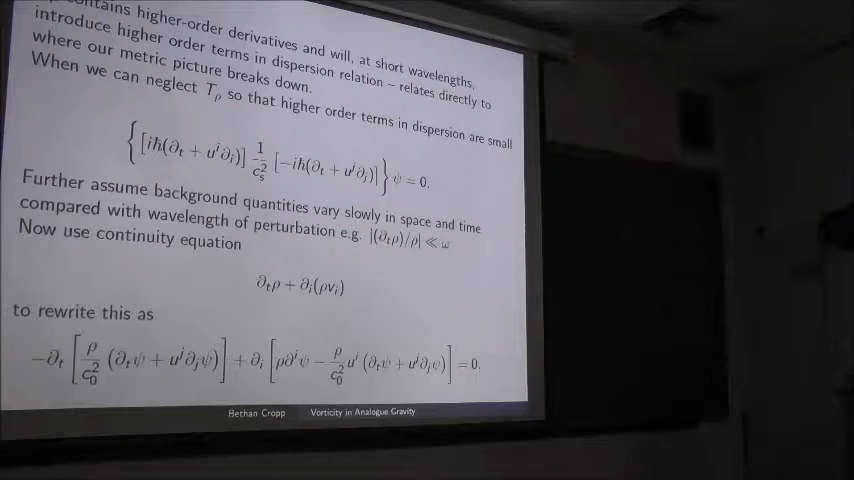 contains higher-order derivatives and will, at short wavelengths,
introduce higher order terms in dispersion relation – relates directly to
where our metric picture breaks down.
When we can neglect T_ρ so that higher order terms in dispersion are small
{[iħ(∂_t + u^i∂_i)] 1/c_s^2 [−iħ(∂_t + u^j∂_j)]} ψ = 0.
Further assume background quantities vary slowly in space and time
compared with wavelength of perturbation e.g. |(∂_tρ)/ρ| ≪ ω
Now use continuity equation
∂_tρ + ∂_i(ρv_i)
to rewrite this as
−∂_t [ρ/c_0^2 (∂_tψ + u^j∂_jψ)] + ∂_i [ρ∂^iψ − ρ/c_0^2 u^i (∂_tψ + u^j∂_jψ)] = 0.
Bethan Cropp Vorticity in Analogue Gravity